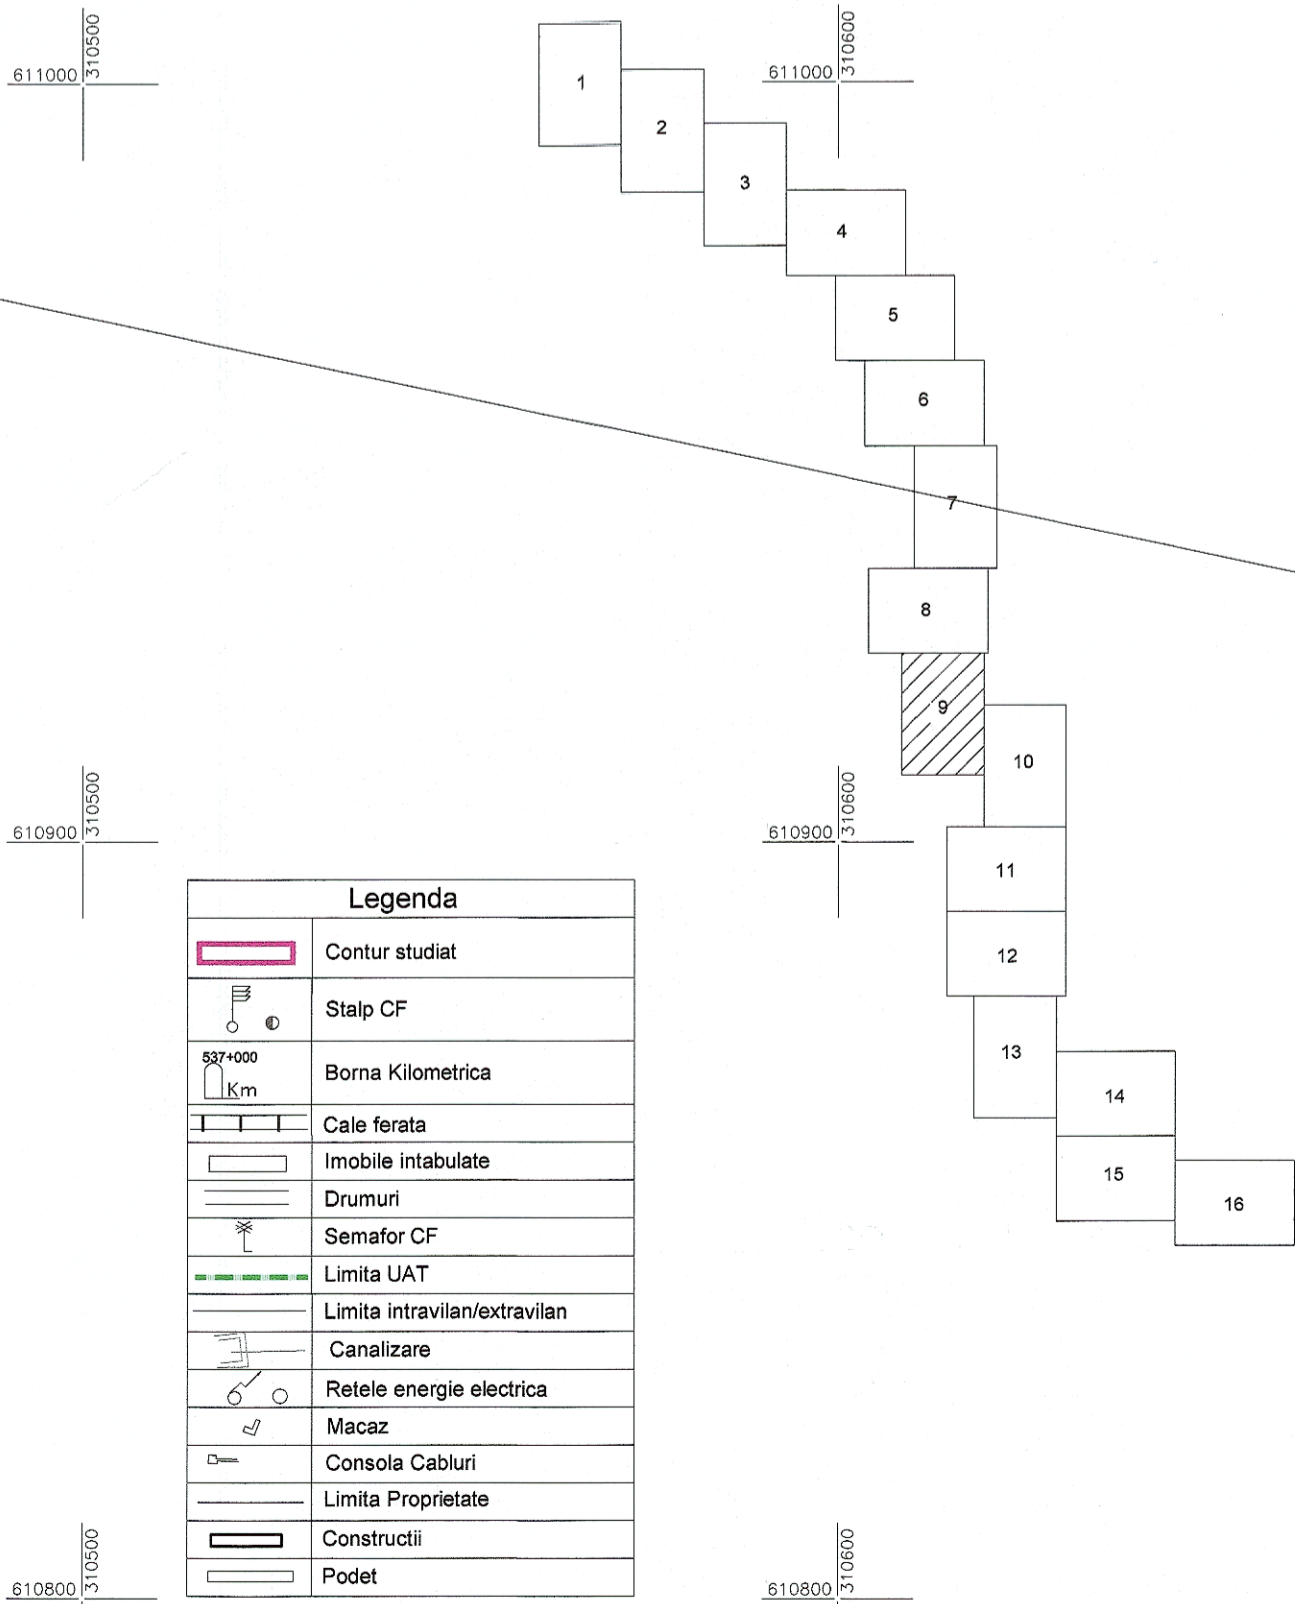 611000
310500
611000
310600
1
2
3
4
5
6
7
8
9
10
610900
310500
610900
310600
11
12
13
14
15
16
Legenda
Contur studiat
Stalp CF
537+000
Km
Borna Kilometrica
Cale ferata
Imobile intabulate
Drumuri
Semafor CF
Limita UAT
Limita intravilan/extravilan
Canalizare
Retele energie electrica
Macaz
Consola Cabluri
Limita Proprietate
Constructii
Podet
610800
310500
610800
310600